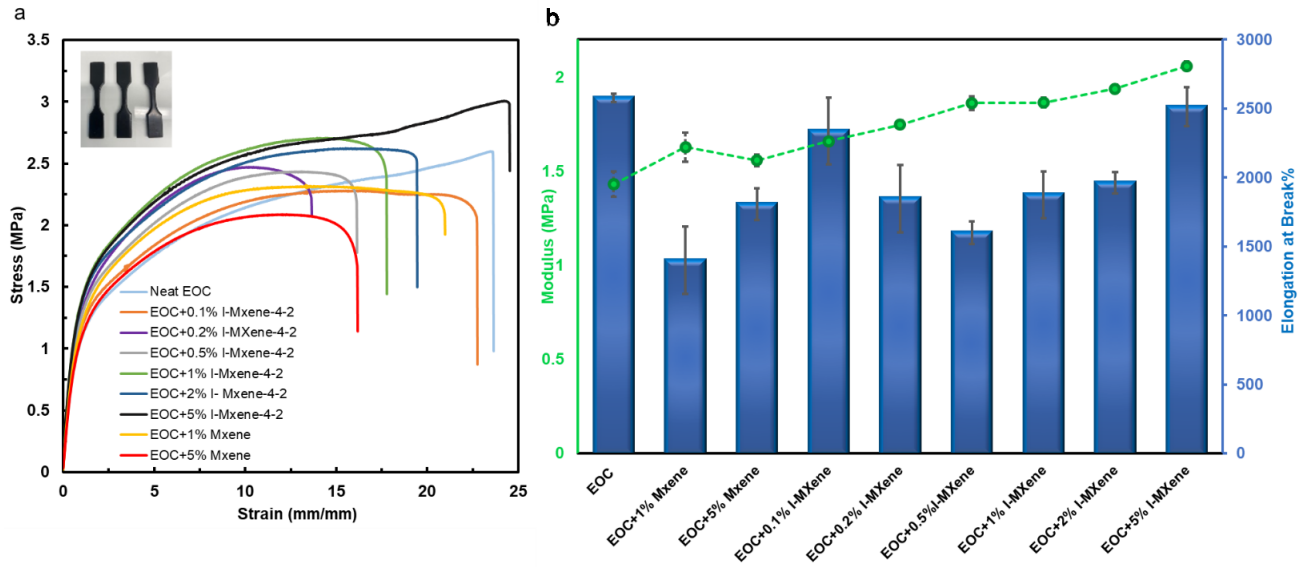 a
3.5
3
2.5
2
1.5
1
0.5
0
Stress (MPa)
Neat EOC
EOC+0.1% I-MXene-4-2
EOC+0.2% I-MXene-4-2
EOC+0.5% I-Mxene-4-2
EOC+1% I-Mxene-4-2
EOC+2% I- Mxene-4-2
EOC+5% I-Mxene-4-2
EOC+1% Mxene
EOC+5% Mxene
0 5 10 15 20 25
Strain (mm/mm)
b
2
1.5
1
0.5
0
Modulus (MPa)
3000
2500
2000
1500
1000
500
0
Elongation at Break%
EOC
EOC+1% Mxene
EOC+5% Mxene
EOC+0.1% I-MXene
EOC+0.2% I-MXene
EOC+0.5%I-MXene
EOC+1% I-MXene
EOC+2% I-MXene
EOC+5% I-MXene